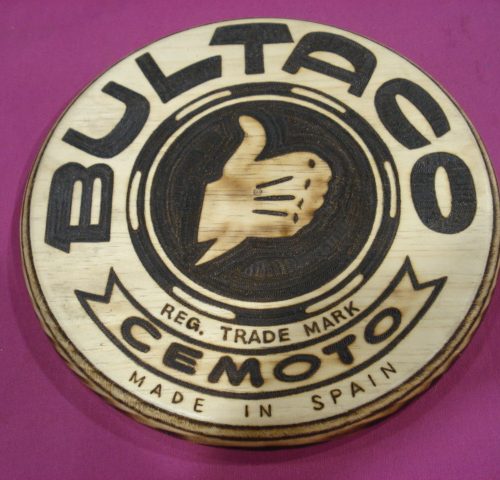 BULTACO
REG. TRADE MARK
CEMOTO
MADE IN SPAIN